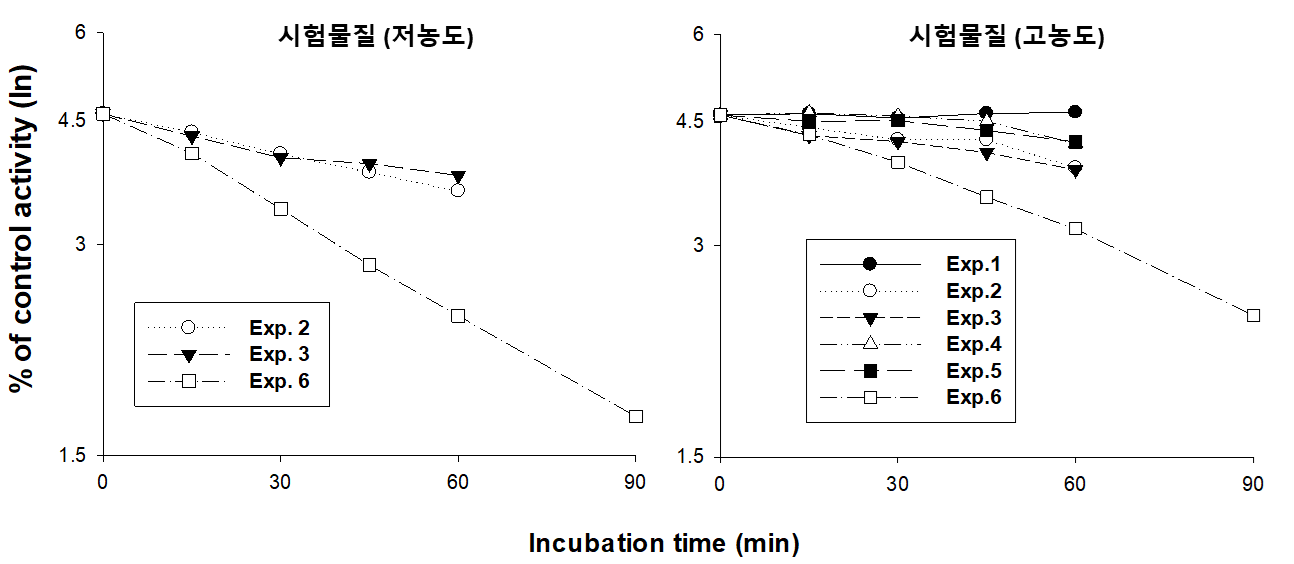 시험물질 (저농도)
% of control activity (ln)
6
4.5
3
1.5
0
30
60
90
Exp. 2
Exp. 3
Exp. 6
시험물질 (고농도)
6
4.5
3
1.5
0
30
60
90
Exp.1
Exp.2
Exp.3
Exp.4
Exp.5
Exp.6
Incubation time (min)